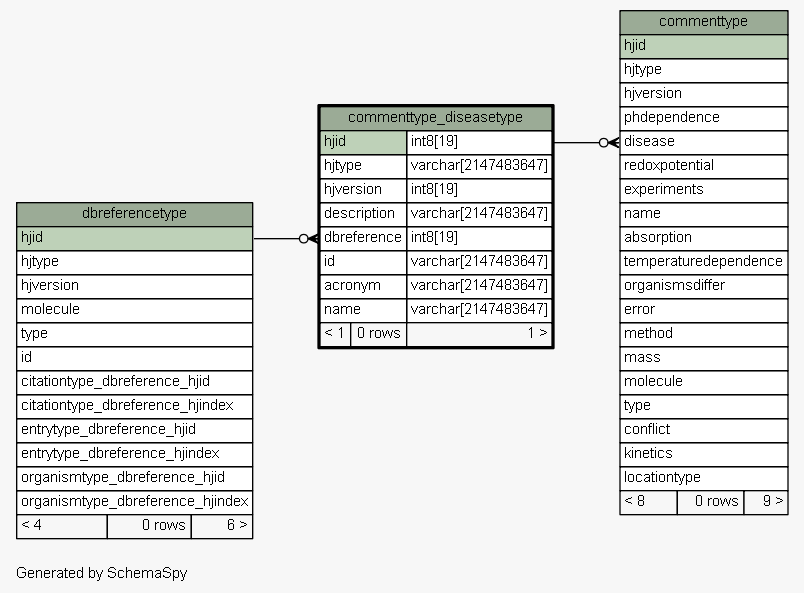 commenttype
hjid
hjtype
hjversion
phdependence
disease
redoxpotential
experiments
name
absorption
temperaturedependence
organismsdiffer
error
method
mass
molecule
type
conflict
kinetics
locationtype
< 8 0 rows 9 >
commenttype_diseasetype
hjid int8[19]
hjtype varchar[2147483647]
hjversion int8[19]
description varchar[2147483647]
dbreference int8[19]
id varchar[2147483647]
acronym varchar[2147483647]
name varchar[2147483647]
< 1 0 rows 1 >
dbreferencetype
hjid
hjtype
hjversion
molecule
type
id
citationtype_dbreference_hjid
citationtype_dbreference_hjindex
entrytype_dbreference_hjid
entrytype_dbreference_hjindex
organismtype_dbreference_hjid
organismtype_dbreference_hjindex
< 4 0 rows 6 >
Generated by SchemaSpy